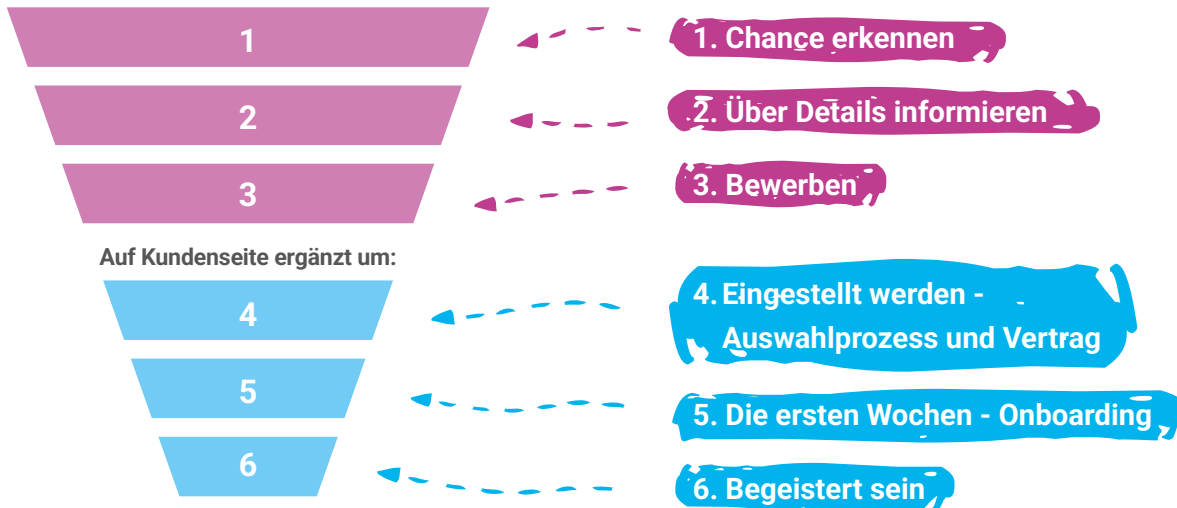 1
1. Chance erkennen
2
2. Über Details informieren
3
3. Bewerben
Auf Kundenseite ergänzt um:
4
4. Eingestellt werden -
Auswahlprozess und Vertrag
5
5. Die ersten Wochen - Onboarding
6
6. Begeistert sein